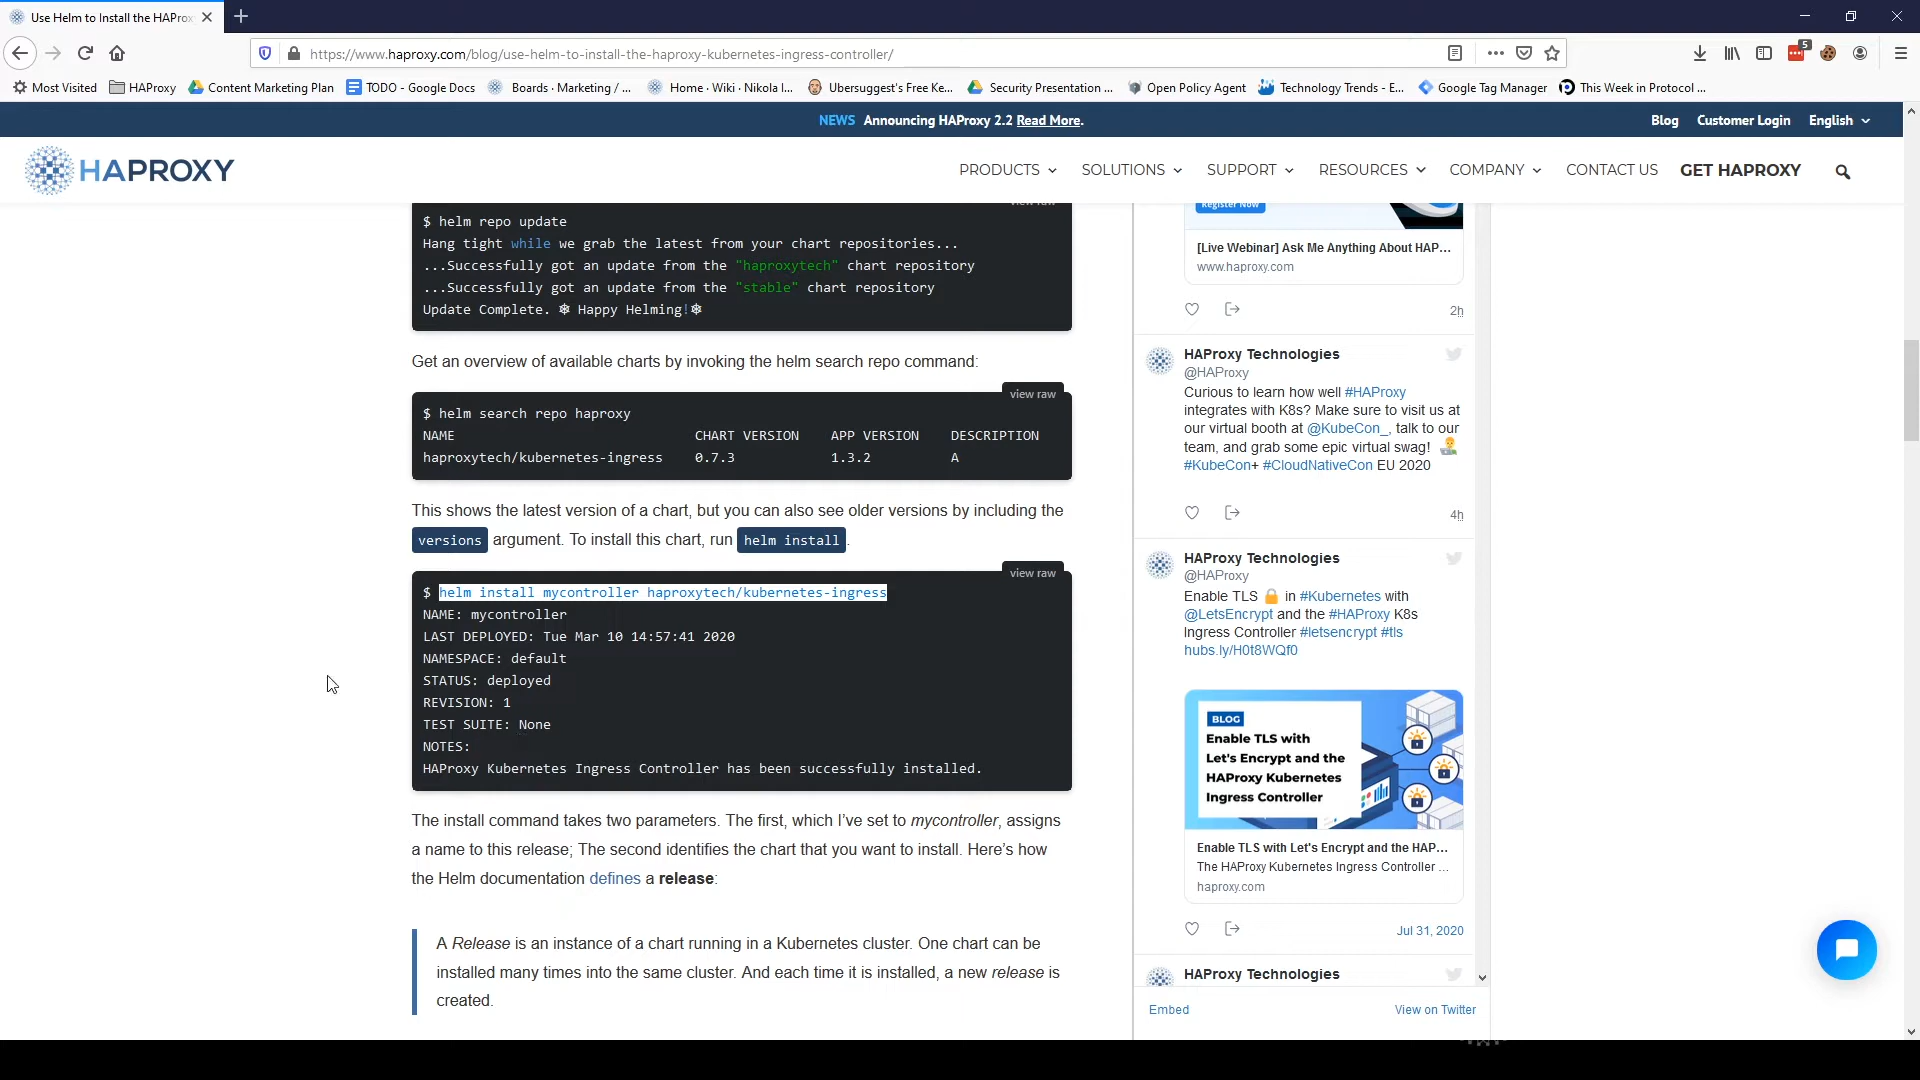 Use Helm to Install the HAProx
https://www.haproxy.com/blog/use-helm-to-install-the-haproxy-kubernetes-ingress-controller/
5
Most Visited
HAProxy
Content Marketing Plan
TODO - Google Docs
Boards · Marketing / ...
Home · Wiki · Nikola I...
Ubersuggest's Free Ke...
Security Presentation ...
Open Policy Agent
Technology Trends - E...
Google Tag Manager
This Week in Protocol ...
NEWS Announcing HAProxy 2.2 Read More.
Blog
Customer Login
English
HAPROXY
PRODUCTS
SOLUTIONS
SUPPORT
RESOURCES
COMPANY
CONTACT US
GET HAPROXY
view raw
$ helm repo update
Hang tight while we grab the latest from your chart repositories...
...Successfully got an update from the "haproxytech" chart repository
...Successfully got an update from the "stable" chart repository
Update Complete. ⎈ Happy Helming!⎈
Get an overview of available charts by invoking the helm search repo command:
view raw
$ helm search repo haproxy
NAME CHART VERSION APP VERSION DESCRIPTION
haproxytech/kubernetes-ingress 0.7.3 1.3.2 A
This shows the latest version of a chart, but you can also see older versions by including the
versions argument. To install this chart, run helm install.
view raw
$ helm install mycontroller haproxytech/kubernetes-ingress
NAME: mycontroller
LAST DEPLOYED: Tue Mar 10 14:57:41 2020
NAMESPACE: default
STATUS: deployed
REVISION: 1
TEST SUITE: None
NOTES:
HAProxy Kubernetes Ingress Controller has been successfully installed.
The install command takes two parameters. The first, which I've set to mycontroller, assigns
a name to this release; The second identifies the chart that you want to install. Here's how
the Helm documentation defines a release:
A Release is an instance of a chart running in a Kubernetes cluster. One chart can be
installed many times into the same cluster. And each time it is installed, a new release is
created.
Register Now
[Live Webinar] Ask Me Anything About HAP...
www.haproxy.com
2h
HAProxy Technologies
@HAProxy
Curious to learn how well #HAProxy
integrates with K8s? Make sure to visit us at
our virtual booth at @KubeCon_, talk to our
team, and grab some epic virtual swag! 👨‍💻
#KubeCon+ #CloudNativeCon EU 2020
4h
HAProxy Technologies
@HAProxy
Enable TLS 🔒 in #Kubernetes with
@LetsEncrypt and the #HAProxy K8s
Ingress Controller #letsencrypt #tls
hubs.ly/H0t8WQf0
BLOG
Enable TLS with
Let's Encrypt and the
HAProxy Kubernetes
Ingress Controller
Enable TLS with Let's Encrypt and the HAP...
The HAProxy Kubernetes Ingress Controller ...
haproxy.com
Jul 31, 2020
HAProxy Technologies
Embed
View on Twitter